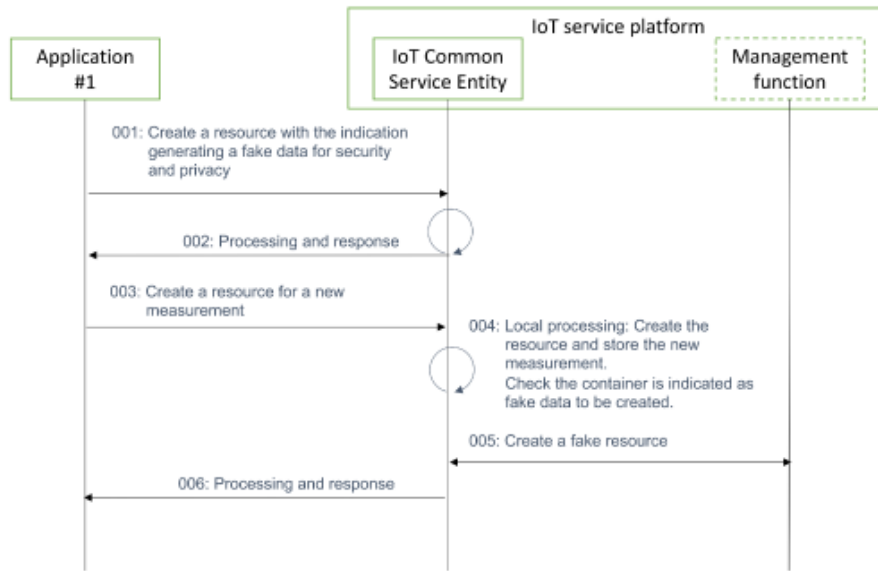 IoT service platform
Application
#1
IoT Common
Service Entity
Management
function
001: Create a resource with the indication
generating a fake data for security
and privacy
002: Processing and response
003: Create a resource for a new
measurement
004: Local processing: Create the
resource and store the new
measurement.
Check the container is indicated as
fake data to be created.
005: Create a fake resource
006: Processing and response